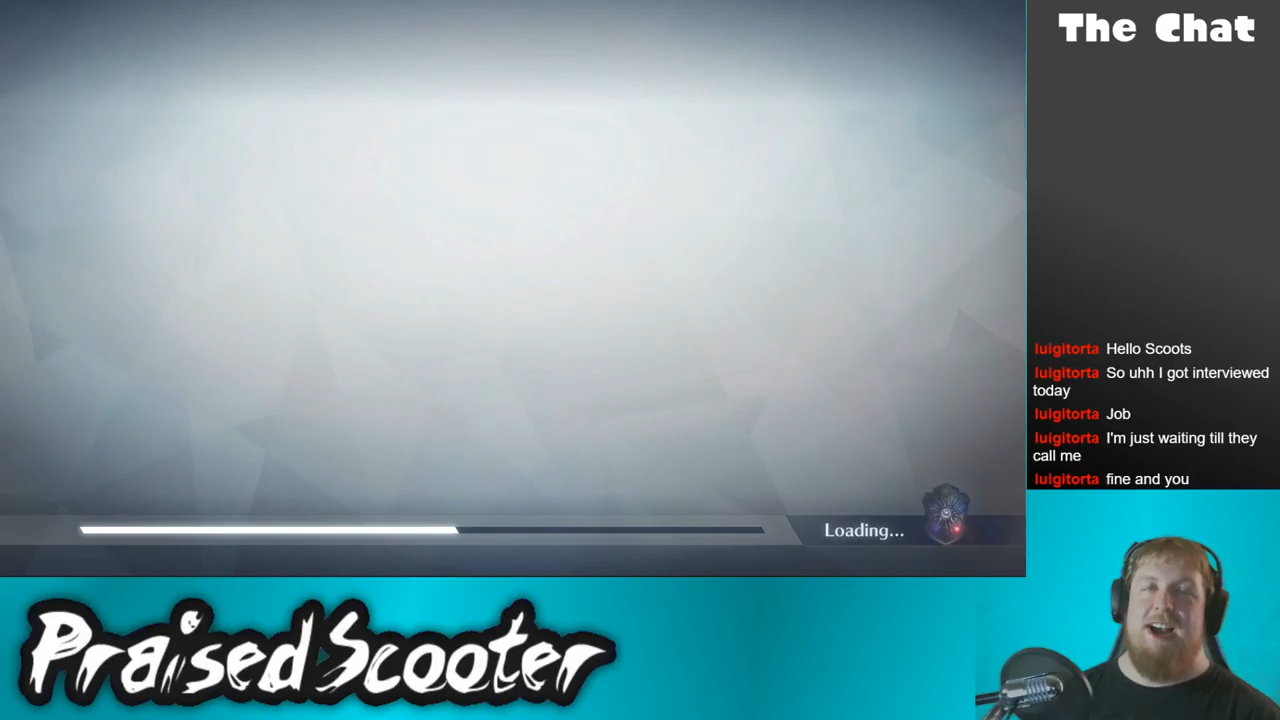 The Chat
luigitorta Hello Scoots
luigitorta So uhh I got interviewed
today
luigitorta Job
luigitorta I'm just waiting till they
call me
luigitorta fine and you
Loading...
PraisedScooter